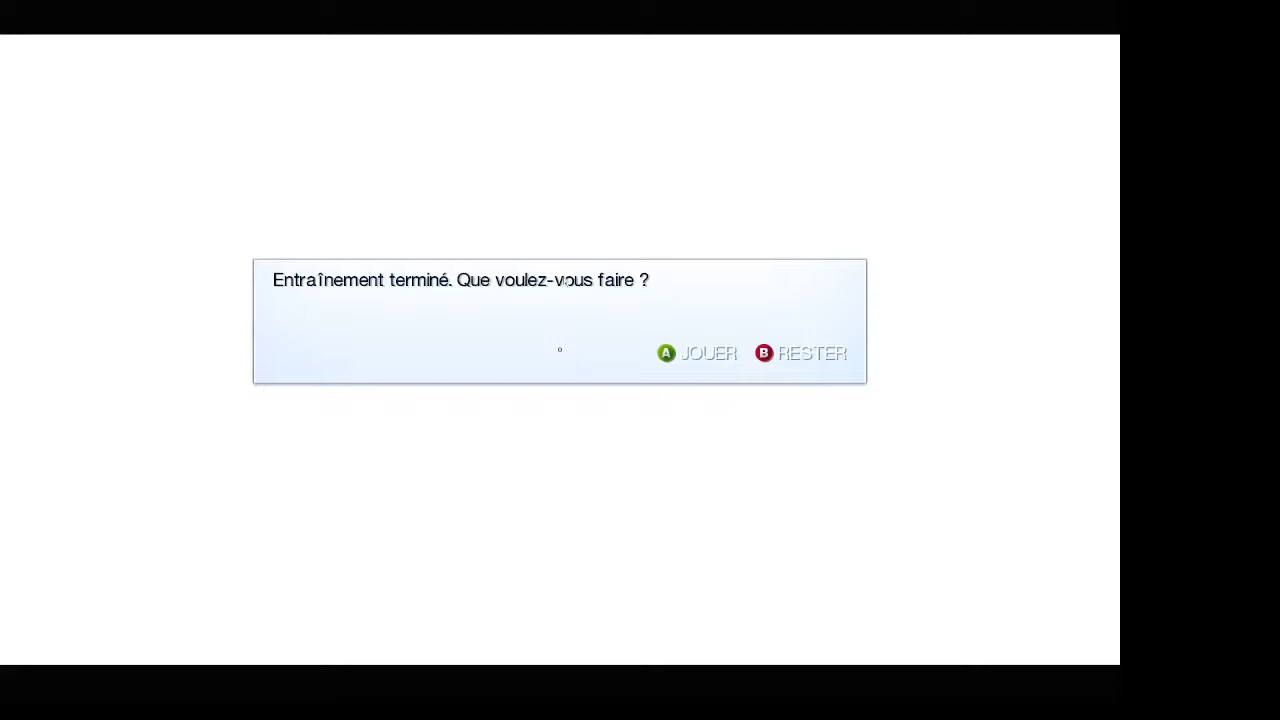 Entraînement terminé. Que voulez-vous faire ?
A JOUER B RESTER